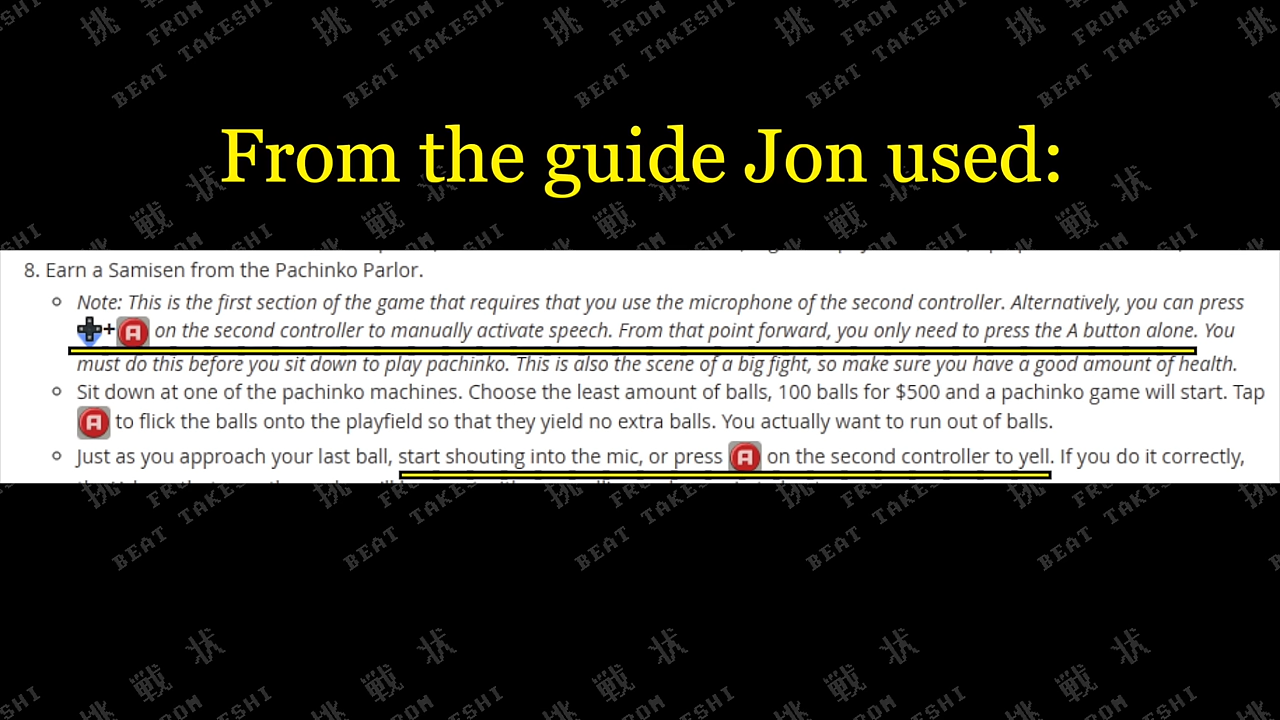 From the guide Jon used:
8. Earn a Samisen from the Pachinko Parlor.
Note: This is the first section of the game that requires that you use the microphone of the second controller. Alternatively, you can press
+ A on the second controller to manually activate speech. From that point forward, you only need to press the A button alone. You
must do this before you sit down to play pachinko. This is also the scene of a big fight, so make sure you have a good amount of health.
Sit down at one of the pachinko machines. Choose the least amount of balls, 100 balls for $500 and a pachinko game will start. Tap
A to flick the balls onto the playfield so that they yield no extra balls. You actually want to run out of balls.
Just as you approach your last ball, start shouting into the mic, or press A on the second controller to yell. If you do it correctly,
挑戦状
FROM
BEAT TAKESHI